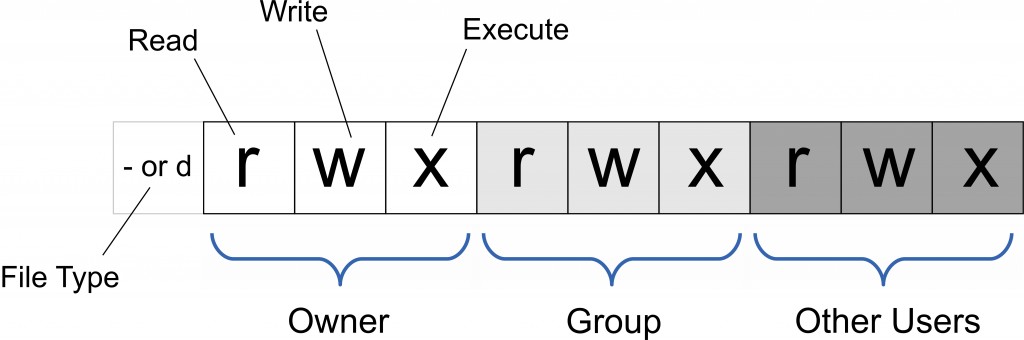 Write
Read
Execute
- or d r w x r w x r w x
File Type
Owner Group Other Users